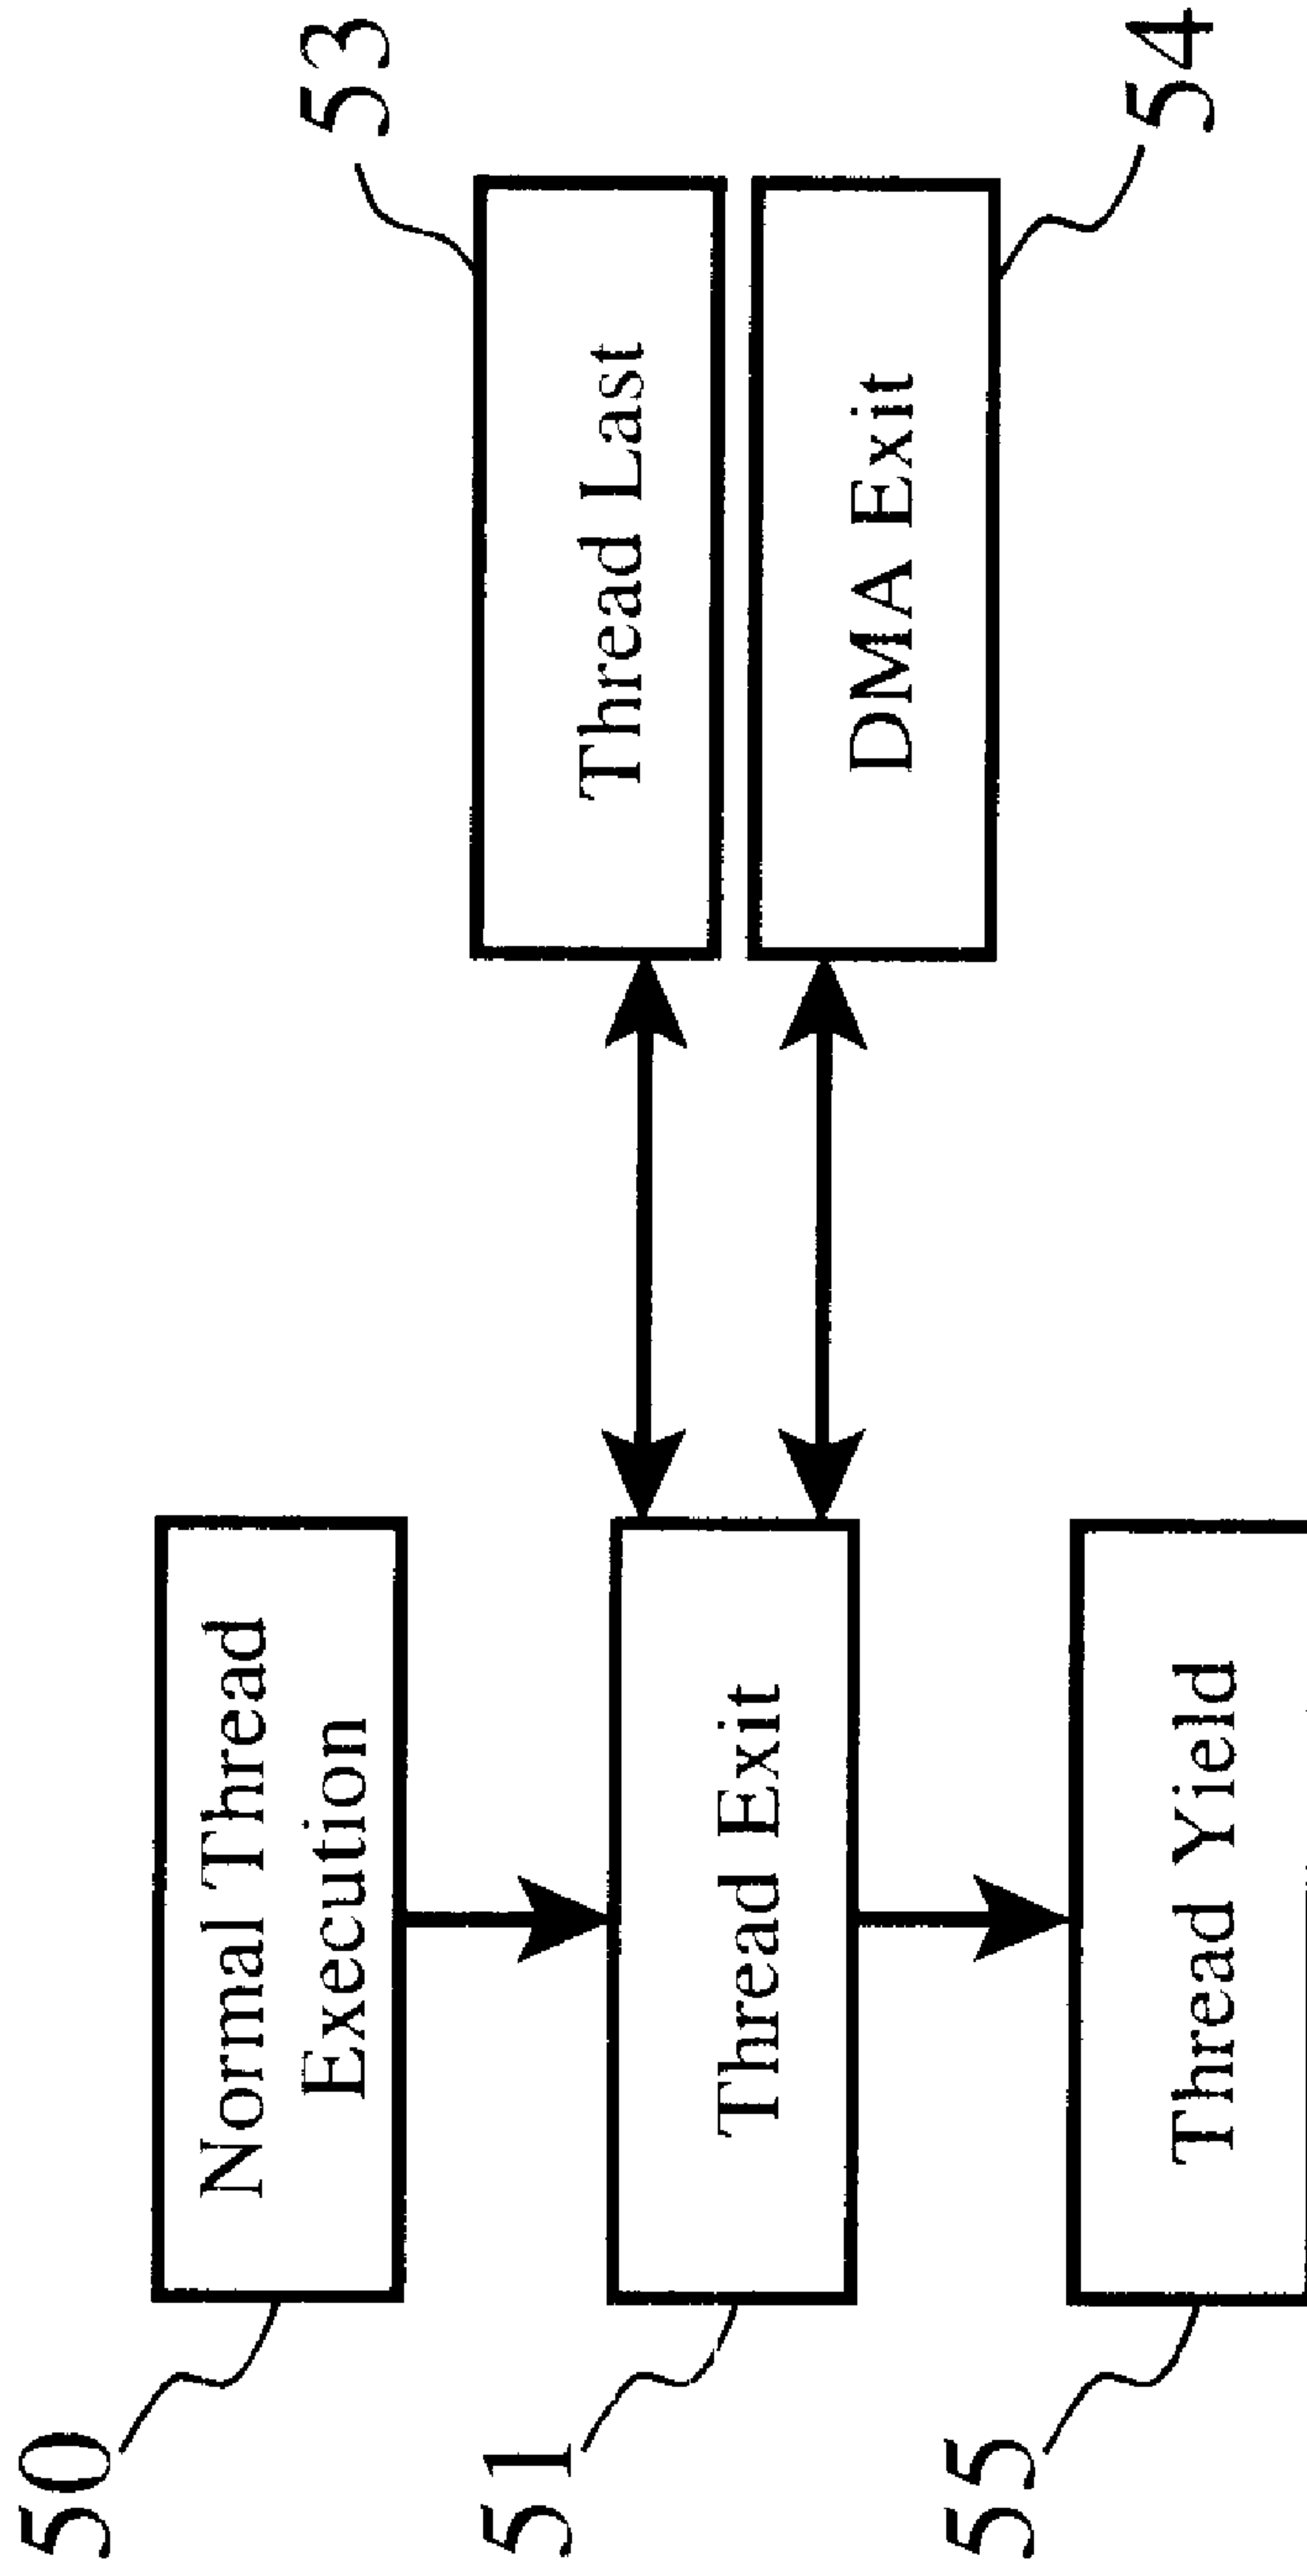 50
Normal Thread
Execution
53
Thread Last
51
Thread Exit
DMA Exit
54
55
Thread Yield